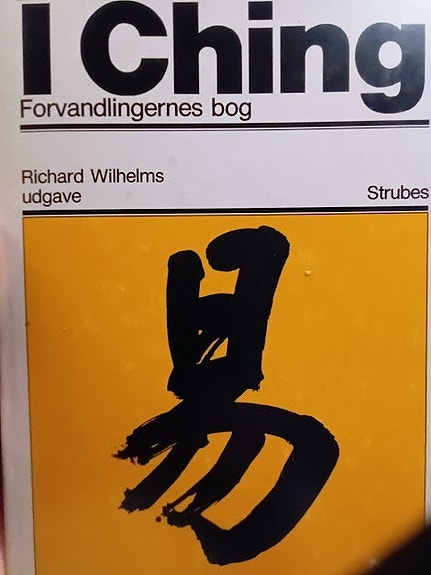 I Ching
Forvandlingernes bog
Richard Wilhelms
udgave
Strubes
易